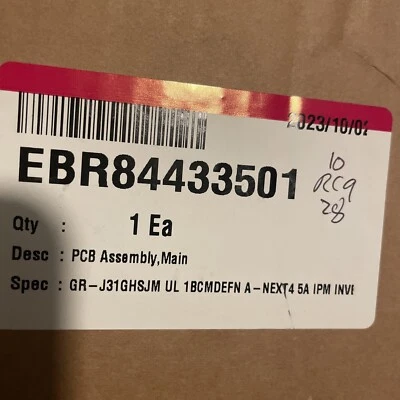 2023/10/02
EBR84433501
10
RC9
28
Qty : 1 Ea
Desc : PCB Assembly,Main
Spec : GR-J31GHSJM UL 1BCMDEFN A-NEXT4 5A IPM INVE